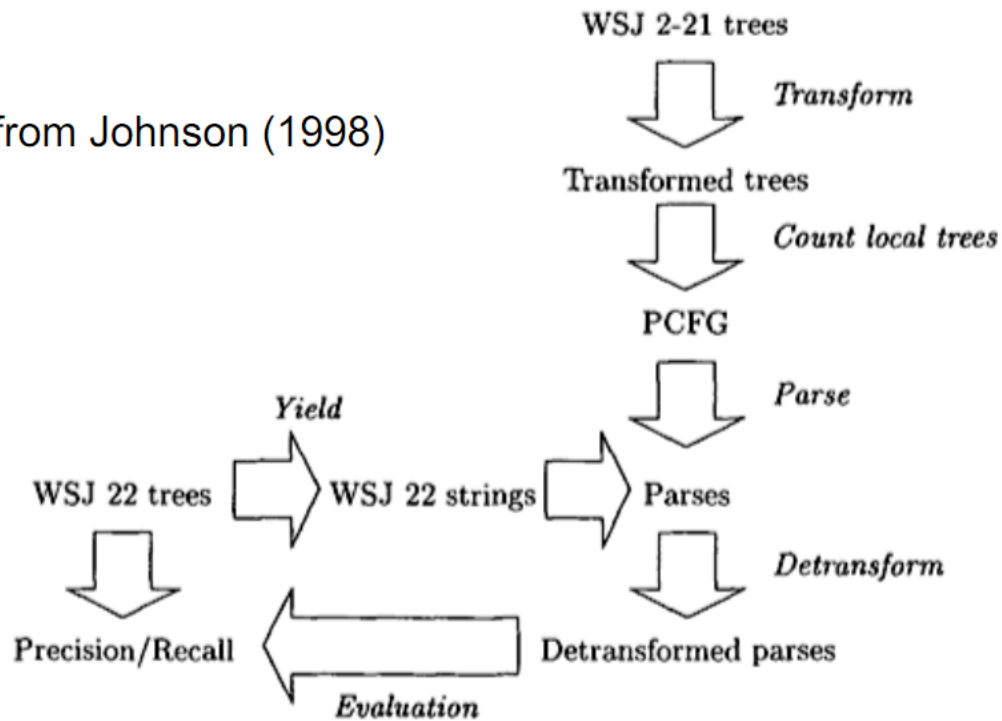 WSJ 2-21 trees
Transform
from Johnson (1998)
Transformed trees
Count local trees
PCFG
Parse
Yield
WSJ 22 trees
WSJ 22 strings
Parses
Detransform
Precision/Recall
Detransformed parses
Evaluation